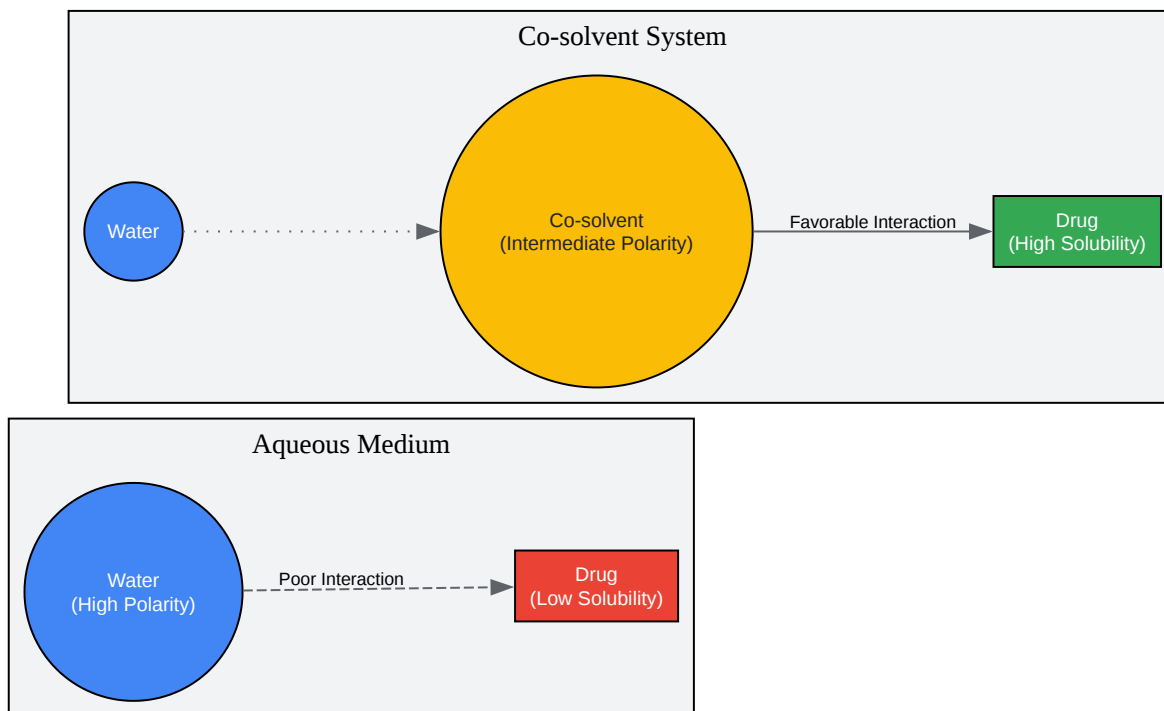 Co-solvent System
Water
Co-solvent
(Intermediate Polarity)
Favorable Interaction
Drug
(High Solubility)
Aqueous Medium
Water
(High Polarity)
Poor Interaction
Drug
(Low Solubility)